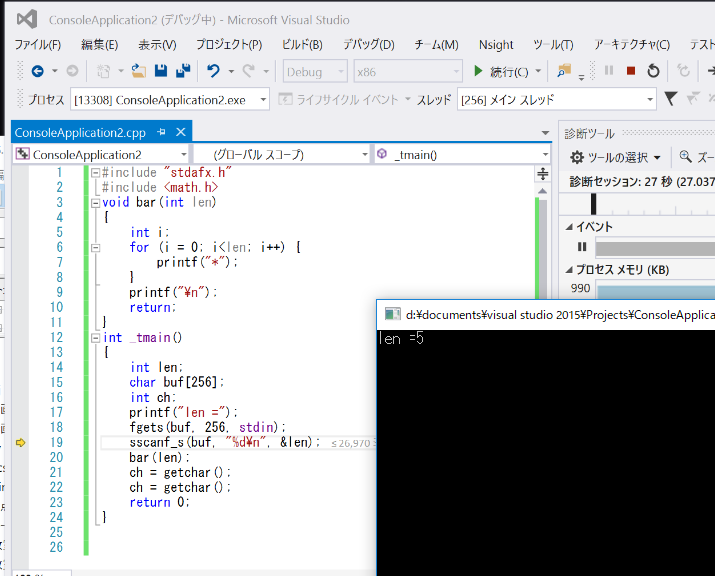 ConsoleApplication2 (デバッグ中) - Microsoft Visual Studio
ファイル(F) 編集(E) 表示(V) プロジェクト(P) ビルド(B) デバッグ(D) チーム(M) Nsight ツール(T) アーキテクチャ(C) テスト
Debug x86 続行(C)
プロセス [13308] ConsoleApplication2.exe ライフサイクル イベント スレッド [256] メイン スレッド
ConsoleApplication2.cpp
ConsoleApplication2 (グローバル スコープ) _tmain()
1 #include "stdafx.h"
2 #include <math.h>
3 void bar(int len)
4 {
5 int i;
6 for (i = 0; i<len; i++) {
7 printf("*");
8 }
9 printf("¥n");
10 return;
11 }
12 int _tmain()
13 {
14 int len;
15 char buf[256];
16 int ch;
17 printf("len =");
18 fgets(buf, 256, stdin);
19 sscanf_s(buf, "%d¥n", &len); ≤26,970
20 bar(len);
21 ch = getchar();
22 ch = getchar();
23 return 0;
24 }
25
26
診断ツール
ツールの選択 ズー
診断セッション: 27 秒 (27.037
イベント
プロセス メモリ (KB)
990
d:¥documents¥visual studio 2015¥Projects¥ConsoleApplica
len =5